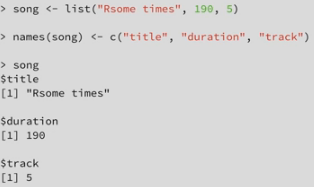 > song <- list("Rsome times", 190, 5)
> names(song) <- c("title", "duration", "track")
> song
$title
[1] "Rsome times"
$duration
[1] 190
$track
[1] 5